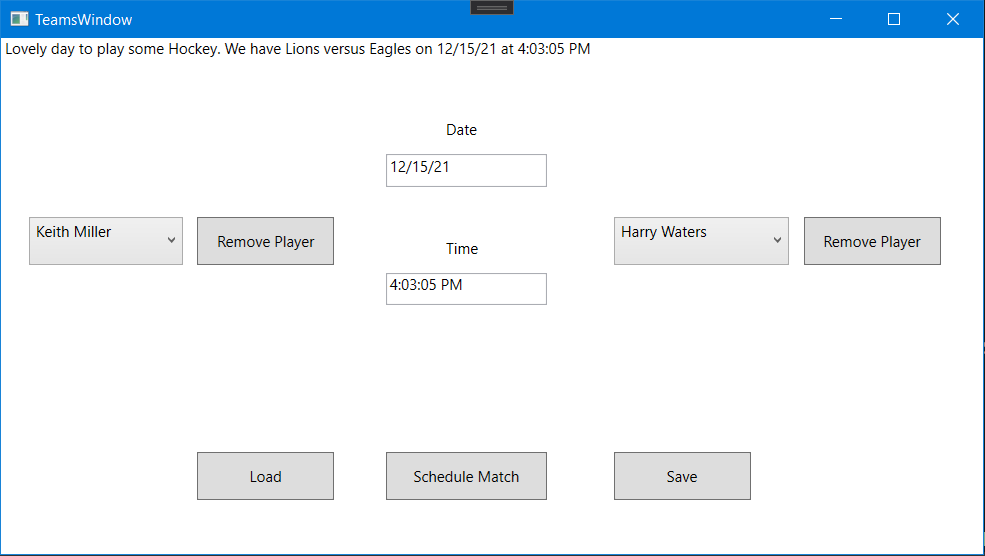 TeamsWindow
Lovely day to play some Hockey. We have Lions versus Eagles on 12/15/21 at 4:03:05 PM
Date
12/15/21
Keith Miller
Remove Player
Harry Waters
Remove Player
Time
4:03:05 PM
Load
Schedule Match
Save